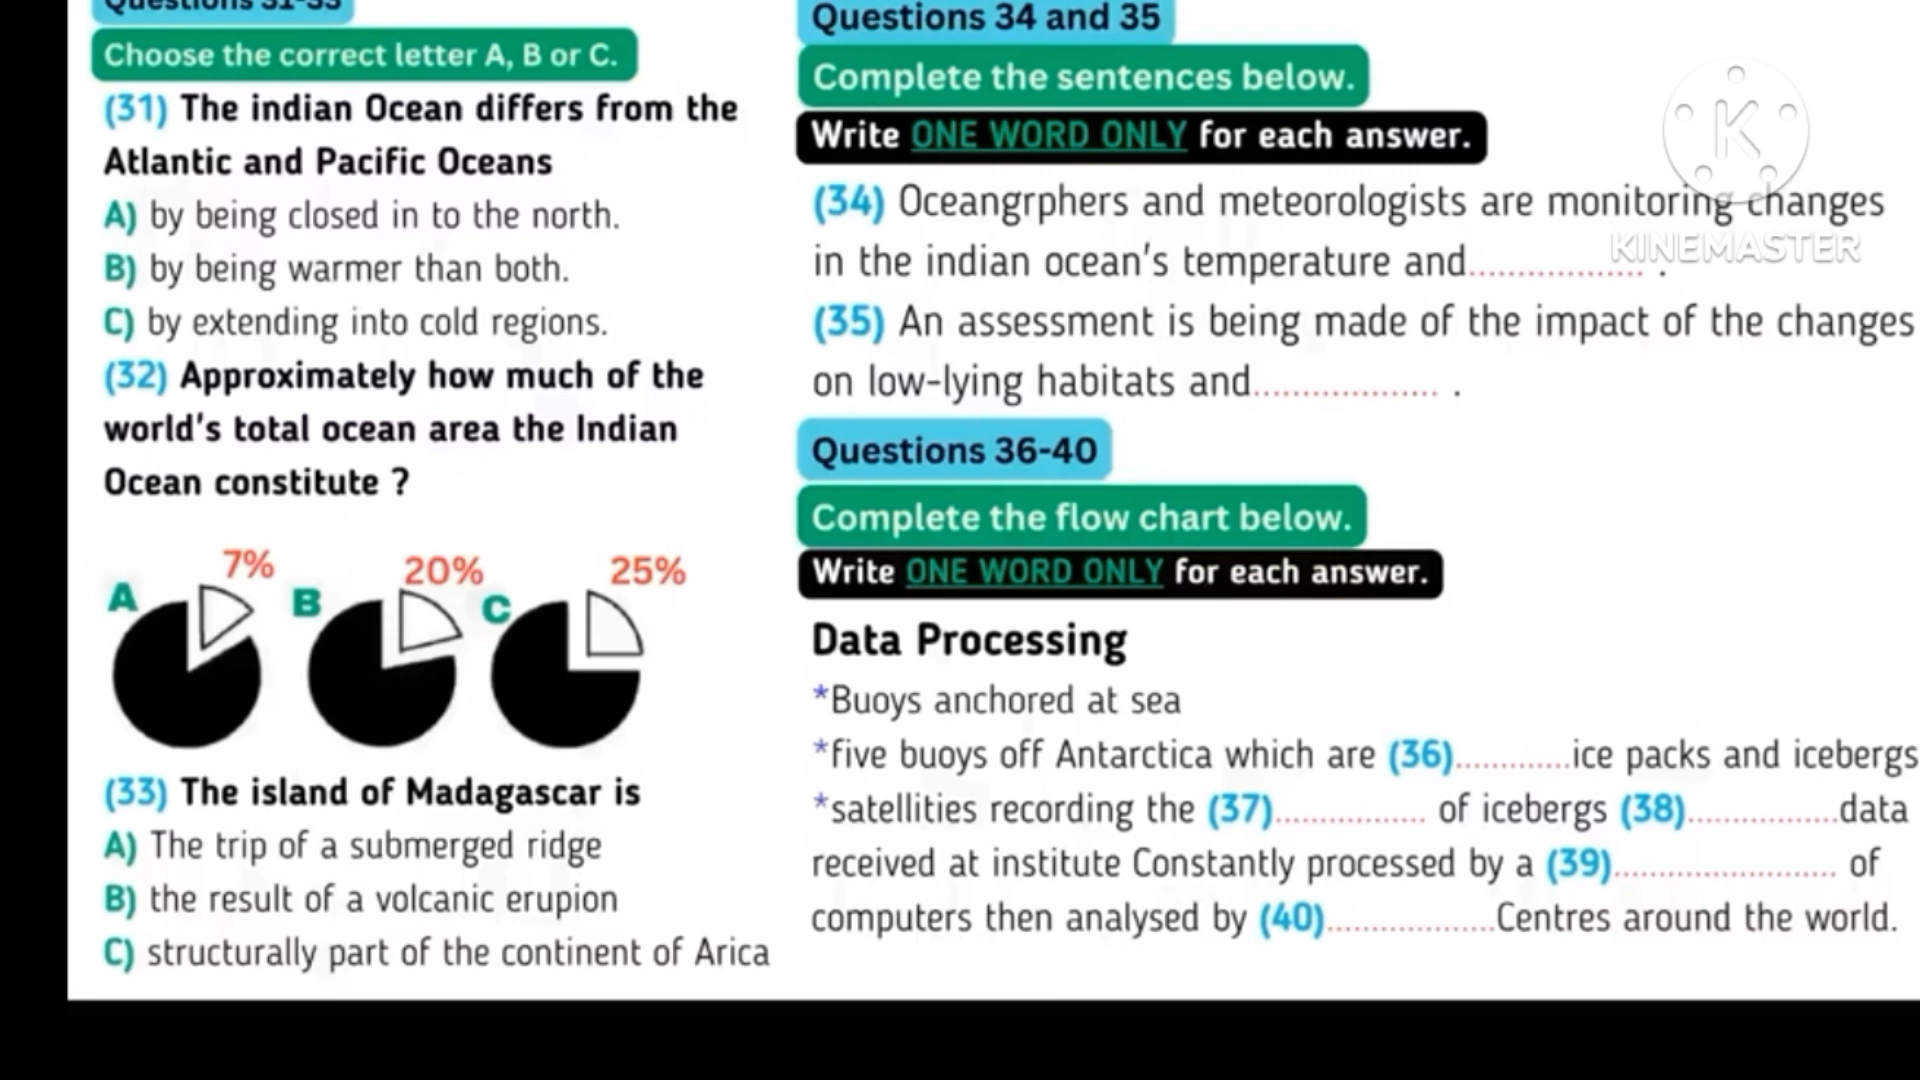 Questions 31-33
Choose the correct letter A, B or C.
(31) The indian Ocean differs from the
Atlantic and Pacific Oceans
A) by being closed in to the north.
B) by being warmer than both.
C) by extending into cold regions.
(32) Approximately how much of the
world's total ocean area the Indian
Ocean constitute ?
A 7% B 20% C 25%
(33) The island of Madagascar is
A) The trip of a submerged ridge
B) the result of a volcanic erupion
C) structurally part of the continent of Arica
Questions 34 and 35
Complete the sentences below.
Write ONE WORD ONLY for each answer.
(34) Oceangrphers and meteorologists are monitoring changes
in the indian ocean's temperature and.................. .
(35) An assessment is being made of the impact of the changes
on low-lying habitats and................... .
Questions 36-40
Complete the flow chart below.
Write ONE WORD ONLY for each answer.
Data Processing
*Buoys anchored at sea
*five buoys off Antarctica which are (36)............ice packs and icebergs
*satellities recording the (37)................ of icebergs (38)................data
received at institute Constantly processed by a (39)........................ of
computers then analysed by (40)..................Centres around the world.
K
KINEMASTER